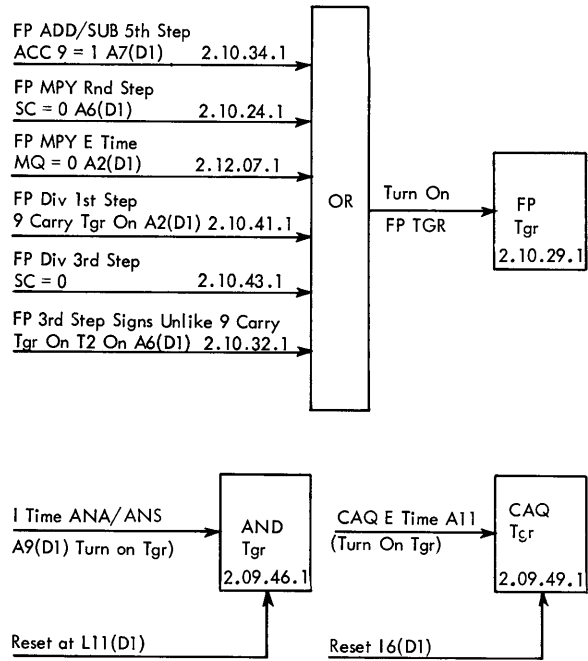 FP ADD/SUB 5th Step
ACC 9 = 1 A7(D1) 2.10.34.1
FP MPY Rnd Step
SC = 0 A6(D1) 2.10.24.1
FP MPY E Time
MQ = 0 A2(D1) 2.12.07.1
FP Div 1st Step
9 Carry Tgr On A2(D1) 2.10.41.1
FP Div 3rd Step
SC = 0 2.10.43.1
FP 3rd Step Signs Unlike 9 Carry
Tgr On T2 On A6(D1) 2.10.32.1
OR
Turn On
FP TGR
FP
Tgr
2.10.29.1
I Time ANA/ANS
A9(D1) Turn on Tgr)
AND
Tgr
2.09.46.1
Reset at L11(D1)
CAQ E Time A11
(Turn On Tgr)
CAQ
Tgr
2.09.49.1
Reset I6(D1)